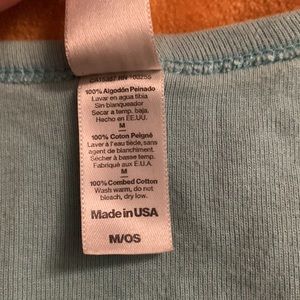 100% Algodón Peinado
Lavar en agua tibia
Sin blanqueador
Secar a temp. baja,
Hecho en EE.UU.
M
100% Coton Peigné
Laver à l'eau tiède, sans
agent de blanchiment.
Sécher à basse temp.
Fabriqué aux E.U.
M
100% Combed Cotton
Wash warm, do not
bleach, dry low.
Made in USA
M/OS